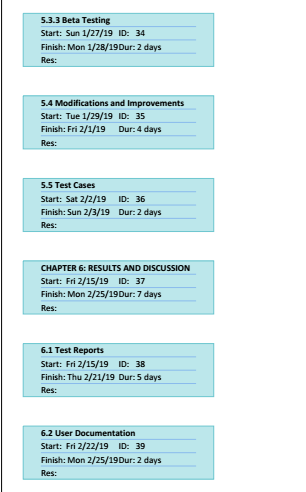 5.3.3 Beta Testing
Start: Sun 1/27/19 ID: 34
Finish: Mon 1/28/19 Dur: 2 days
Res:
5.4 Modifications and Improvements
Start: Tue 1/29/19 ID: 35
Finish: Fri 2/1/19 Dur: 4 days
Res:
5.5 Test Cases
Start: Sat 2/2/19 ID: 36
Finish: Sun 2/3/19 Dur: 2 days
Res:
CHAPTER 6: RESULTS AND DISCUSSION
Start: Fri 2/15/19 ID: 37
Finish: Mon 2/25/19 Dur: 7 days
Res:
6.1 Test Reports
Start: Fri 2/15/19 ID: 38
Finish: Thu 2/21/19 Dur: 5 days
Res:
6.2 User Documentation
Start: Fri 2/22/19 ID: 39
Finish: Mon 2/25/19 Dur: 2 days
Res: